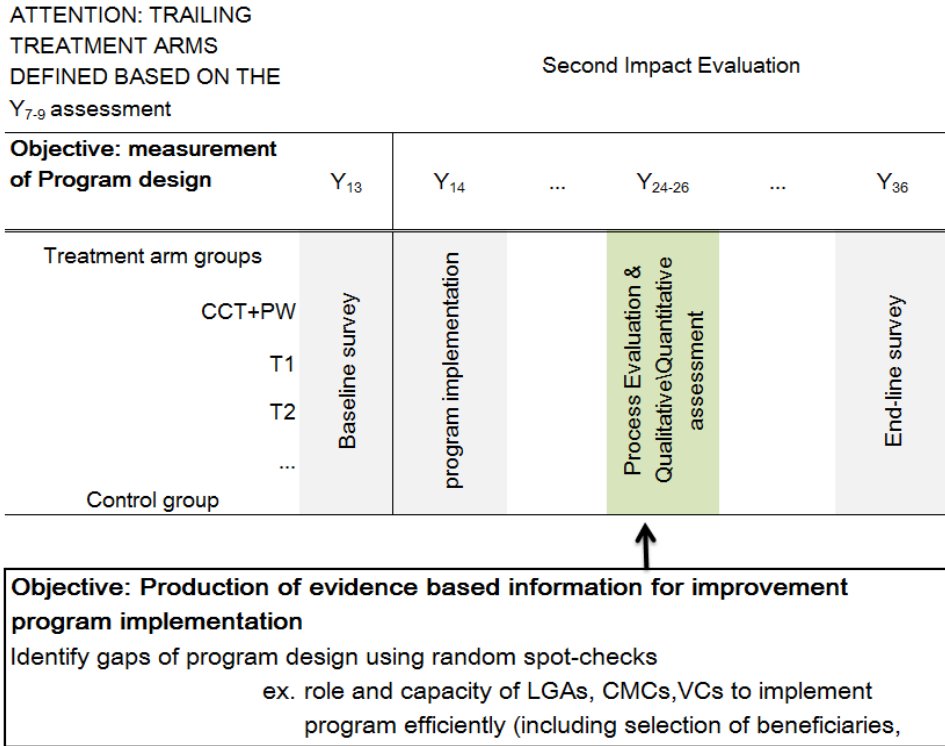 ATTENTION: TRAILING
TREATMENT ARMS
DEFINED BASED ON THE
Y7-9 assessment
Second Impact Evaluation
Objective: measurement
of Program design
Y13
Y14
...
Y24-26
...
Y36
Treatment arm groups
CCT+PW
T1
T2
...
Control group
Baseline survey
program implementation
Process Evaluation &
Qualitative\Quantitative
assessment
End-line survey
Objective: Production of evidence based information for improvement
program implementation
Identify gaps of program design using random spot-checks
ex. role and capacity of LGAs, CMCs,VCs to implement
program efficiently (including selection of beneficiaries,